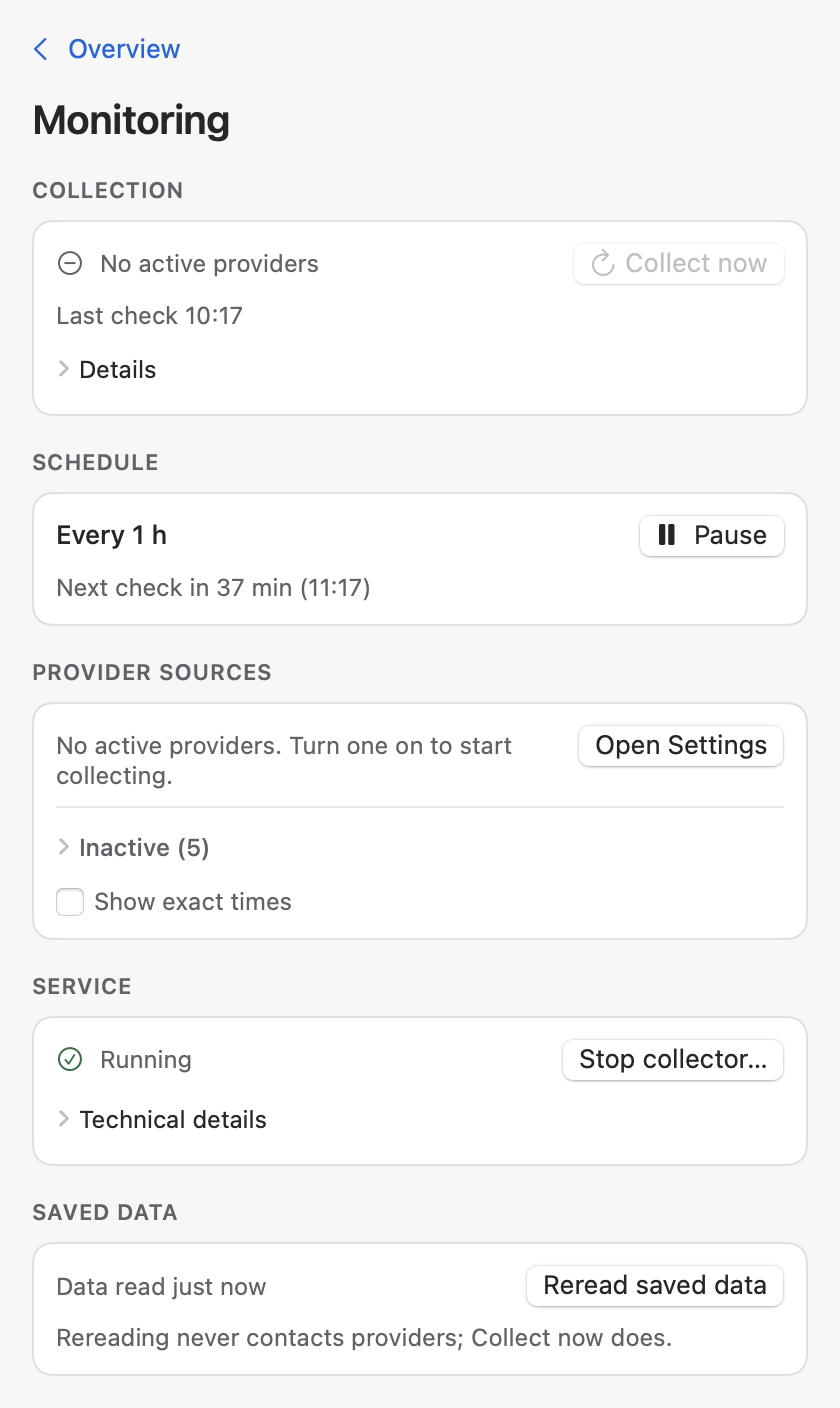 Overview
Monitoring
COLLECTION
No active providers
Collect now
Last check 10:17
Details
SCHEDULE
Every 1 h
Pause
Next check in 37 min (11:17)
PROVIDER SOURCES
No active providers. Turn one on to start
collecting.
Open Settings
Inactive (5)
Show exact times
SERVICE
Running
Stop collector...
Technical details
SAVED DATA
Data read just now
Reread saved data
Rereading never contacts providers; Collect now does.